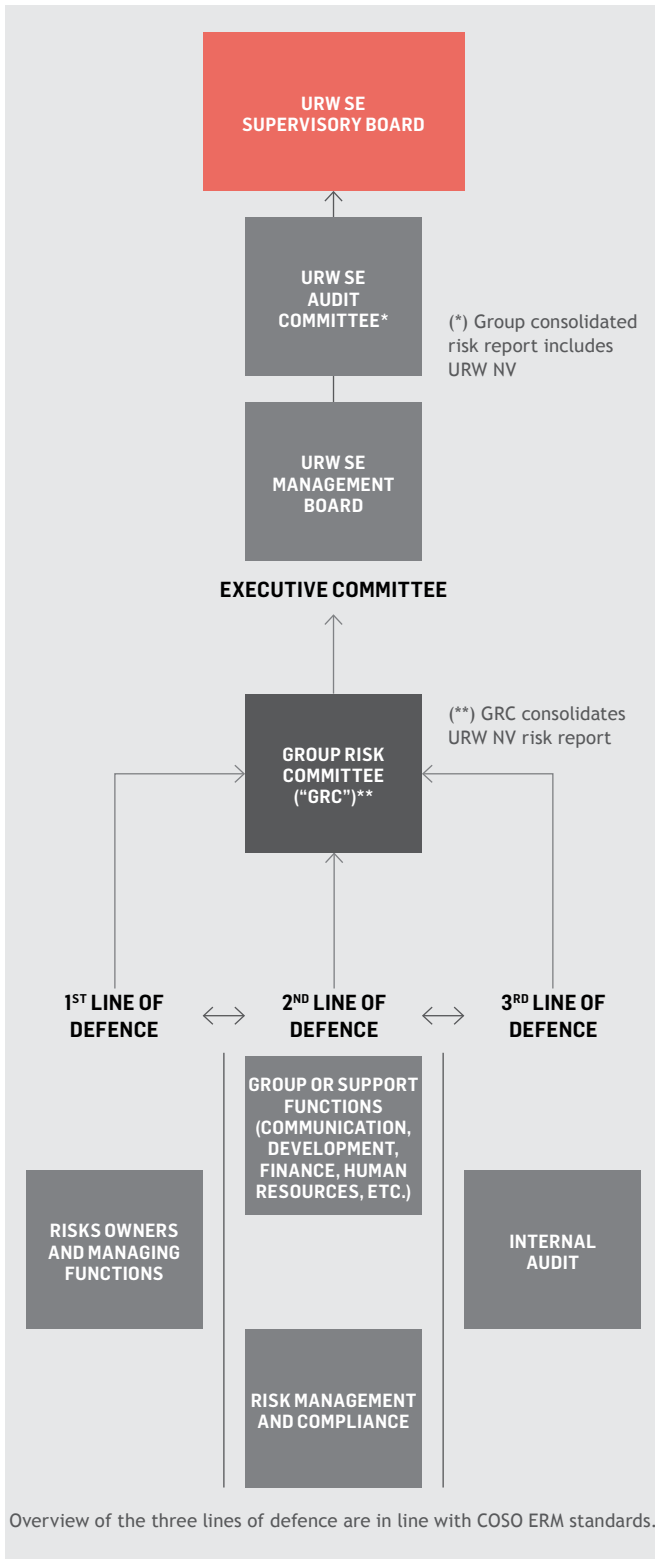 URW SE
SUPERVISORY BOARD
URW SE
AUDIT
COMMITTEE*
(*) Group consolidated
risk report includes
URW NV
URW SE
MANAGEMENT
BOARD
EXECUTIVE COMMITTEE
(**) GRC consolidates
URW NV risk report
GROUP RISK
COMMITTEE
(“GRC”)**
1ST LINE OF
DEFENCE
2ND LINE OF
DEFENCE
3RD LINE OF
DEFENCE
GROUP OR SUPPORT
FUNCTIONS
(COMMUNICATION,
DEVELOPMENT,
FINANCE, HUMAN
RESOURCES, ETC.)
RISKS OWNERS
AND MANAGING
FUNCTIONS
INTERNAL
AUDIT
RISK MANAGEMENT
AND COMPLIANCE
Overview of the three lines of defence are in line with COSO ERM standards.